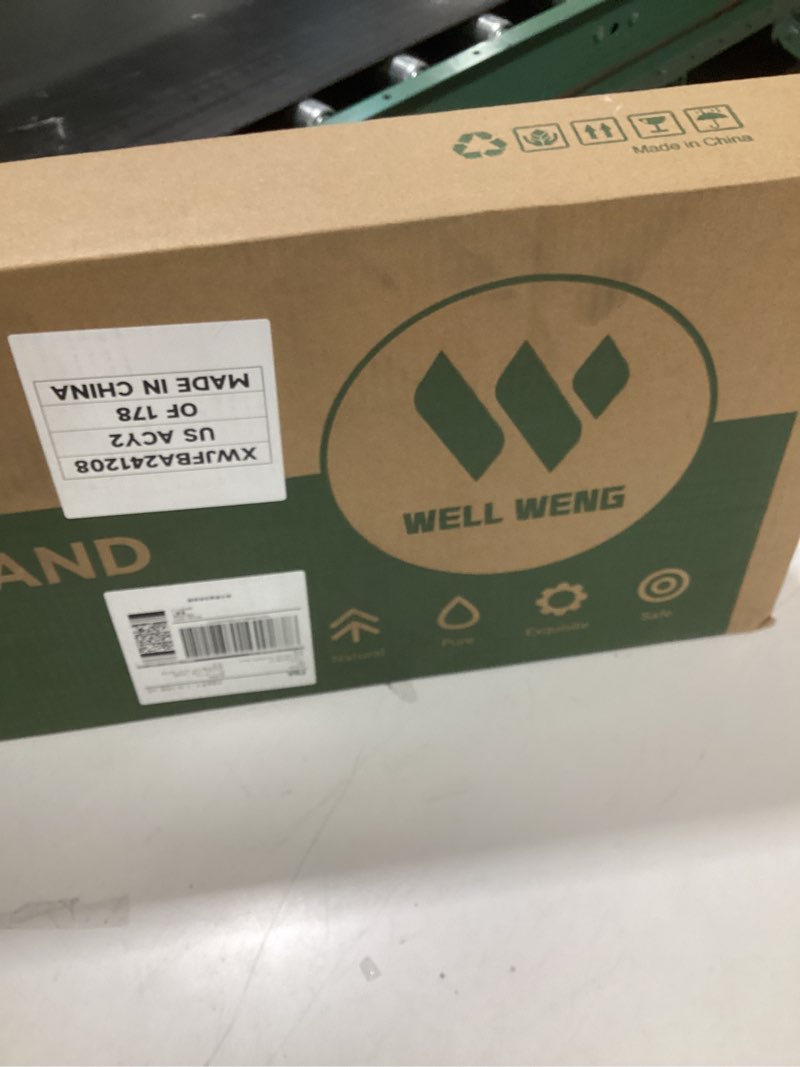 Made in China
XWJFBA241208
US ACY2
OF 178
MADE IN CHINA
WELL WENG
AND
Natural
Pure
Exquisite
Safe